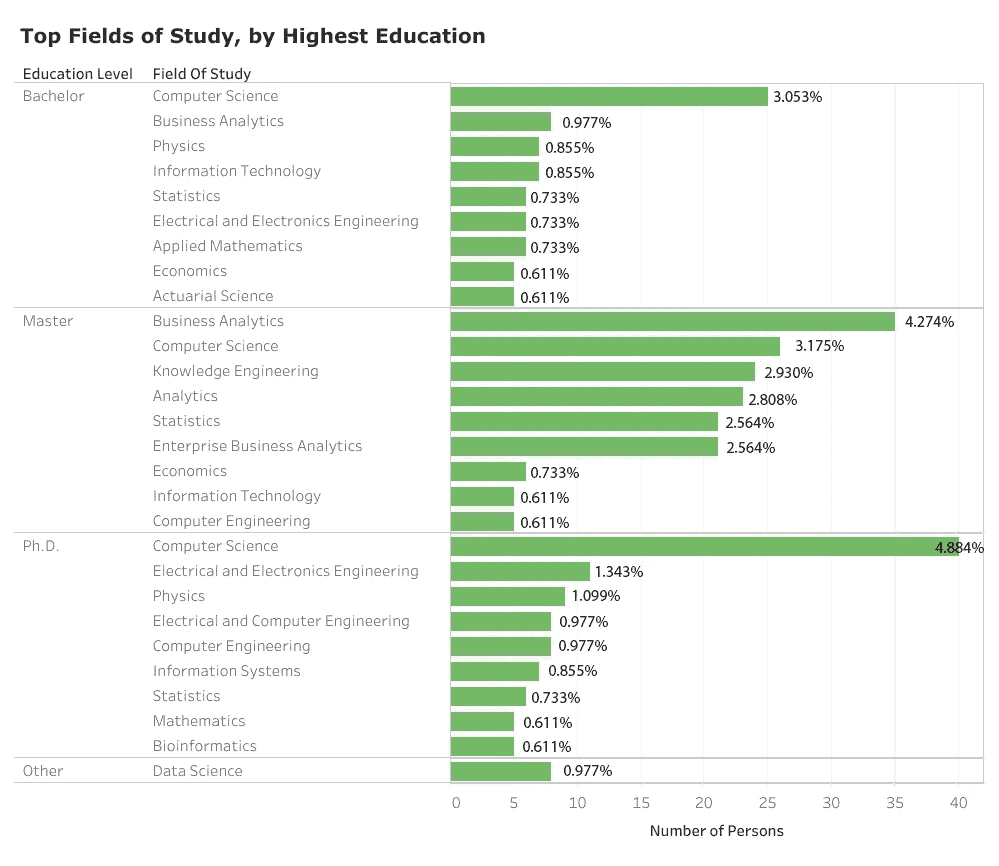 Top Fields of Study, by Highest Education
Education Level Field Of Study
Bachelor Computer Science 3.053%
Business Analytics 0.977%
Physics 0.855%
Information Technology 0.855%
Statistics 0.733%
Electrical and Electronics Engineering 0.733%
Applied Mathematics 0.733%
Economics 0.611%
Actuarial Science 0.611%
Master Business Analytics 4.274%
Computer Science 3.175%
Knowledge Engineering 2.930%
Analytics 2.808%
Statistics 2.564%
Enterprise Business Analytics 2.564%
Economics 0.733%
Information Technology 0.611%
Computer Engineering 0.611%
Ph.D. Computer Science 4.884%
Electrical and Electronics Engineering 1.343%
Physics 1.099%
Electrical and Computer Engineering 0.977%
Computer Engineering 0.977%
Information Systems 0.855%
Statistics 0.733%
Mathematics 0.611%
Bioinformatics 0.611%
Other Data Science 0.977%
0 5 10 15 20 25 30 35 40
Number of Persons